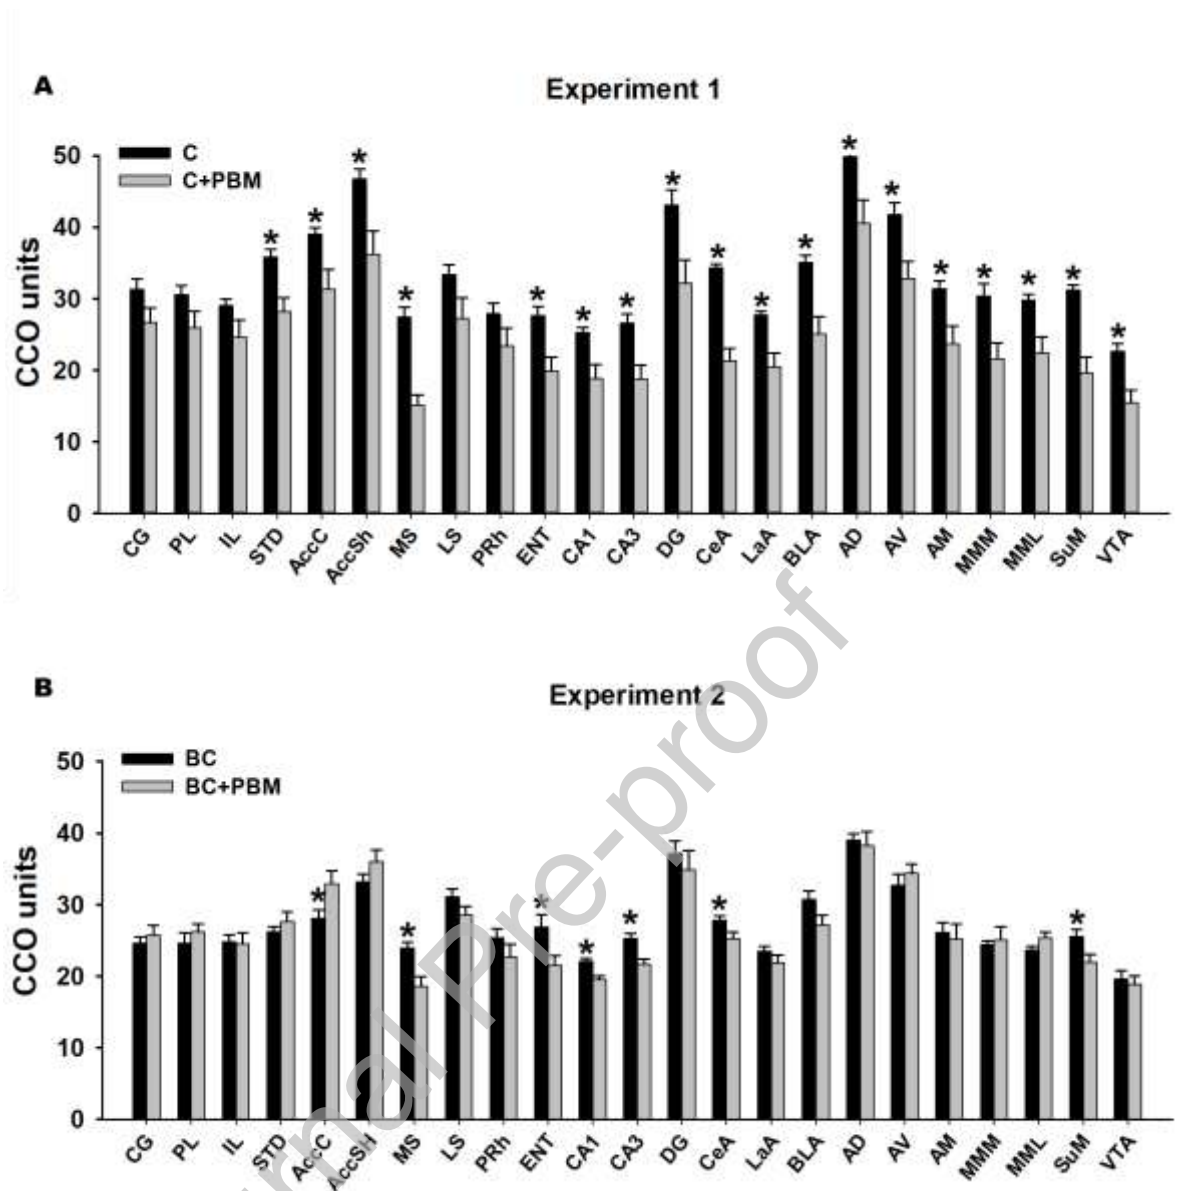 A
Experiment 1
C
C+PBM
CCO units
50
40
30
20
10
0
CG PL IL STD AccC AccSh MS LS PRh ENT CA1 CA3 DG CeA LaA BLA AD AV AM MMM MML SuM VTA
* * * * * * * * * * * * * * * * * *
B
Experiment 2
BC
BC+PBM
CCO units
50
40
30
20
10
0
CG PL IL STD AccC AccSH MS LS PRh ENT CA1 CA3 DG CeA LaA BLA AD AV AM MMM MML SuM VTA
* * * * * * *
rnal Pre-proof